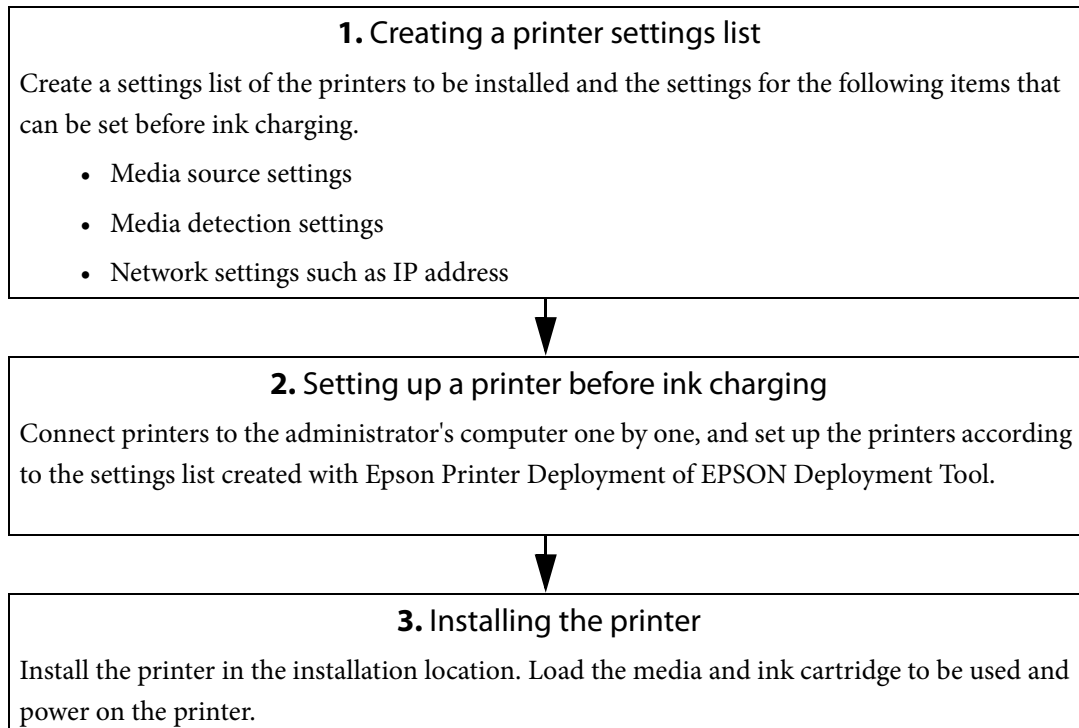 1. Creating a printer settings list
Create a settings list of the printers to be installed and the settings for the following items that
can be set before ink charging.
• Media source settings
• Media detection settings
• Network settings such as IP address
2. Setting up a printer before ink charging
Connect printers to the administrator's computer one by one, and set up the printers according
to the settings list created with Epson Printer Deployment of EPSON Deployment Tool.
3. Installing the printer
Install the printer in the installation location. Load the media and ink cartridge to be used and
power on the printer.